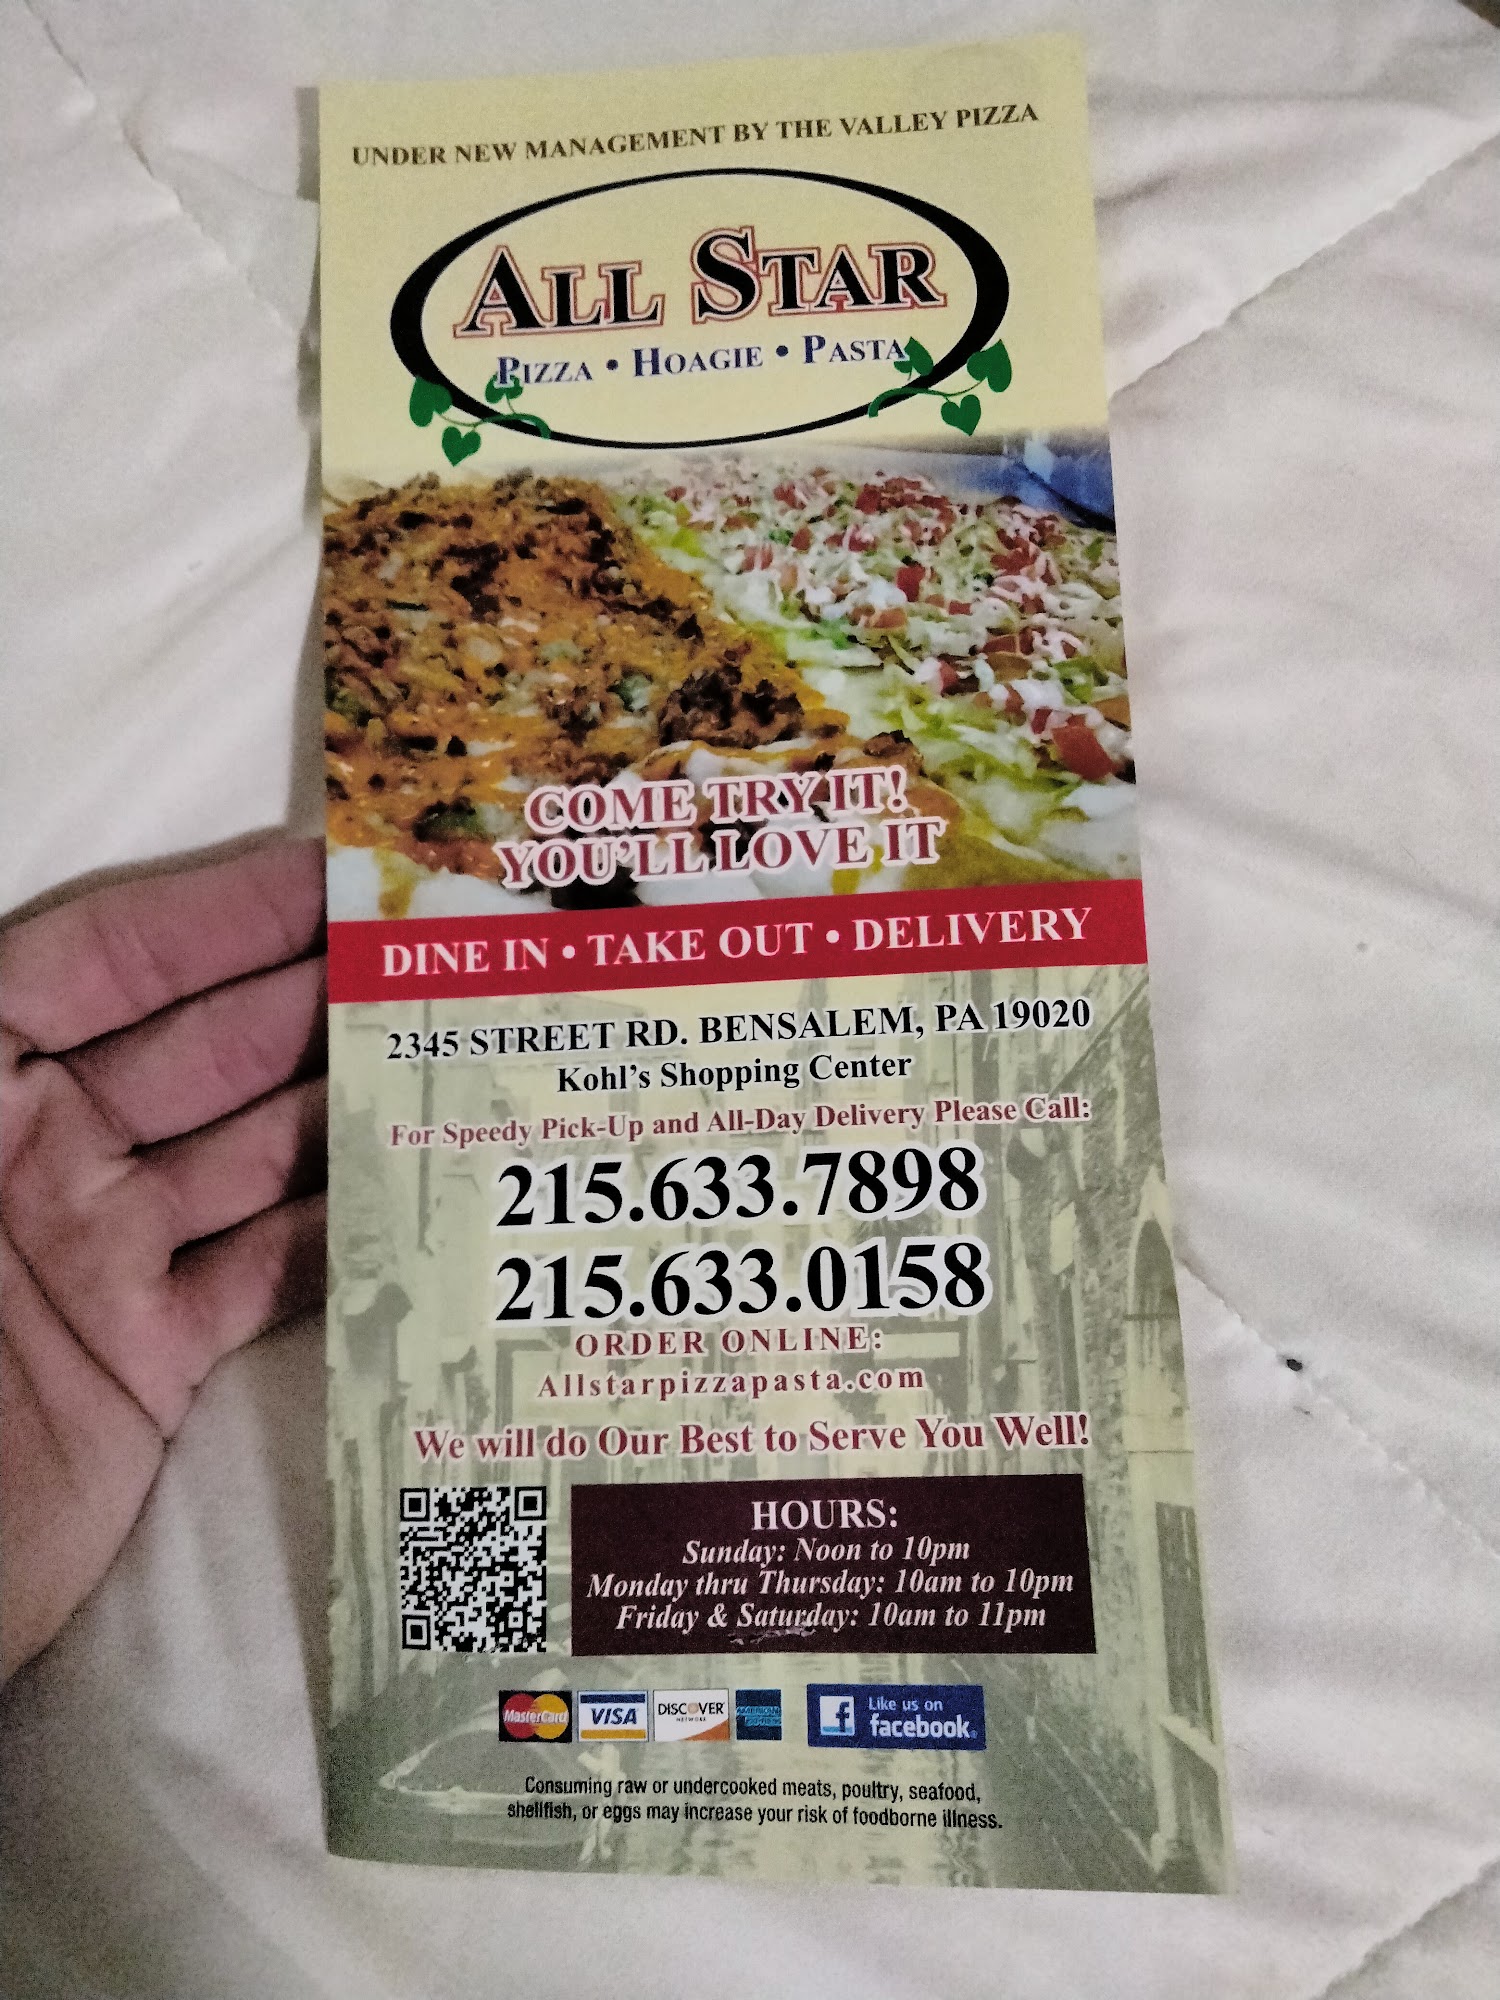 UNDER NEW MANAGEMENT BY THE VALLEY PIZZA
ALL STAR
PIZZA • HOAGIE • PASTA
COME TRY IT!
YOU'LL LOVE IT
DINE IN • TAKE OUT • DELIVERY
2345 STREET RD. BENSALEM, PA 19020
Kohl's Shopping Center
For Speedy Pick-Up and All-Day Delivery Please Call:
215.633.7898
215.633.0158
ORDER ONLINE:
Allstarpizzapasta.com
We will do Our Best to Serve You Well!
HOURS:
Sunday: Noon to 10pm
Monday thru Thursday: 10am to 10pm
Friday & Saturday: 10am to 11pm
MasterCard VISA DISCOVER NETWORK AMERICAN EXPRESS
f Like us on facebook
Consuming raw or undercooked meats, poultry, seafood,
shellfish, or eggs may increase your risk of foodborne illness.